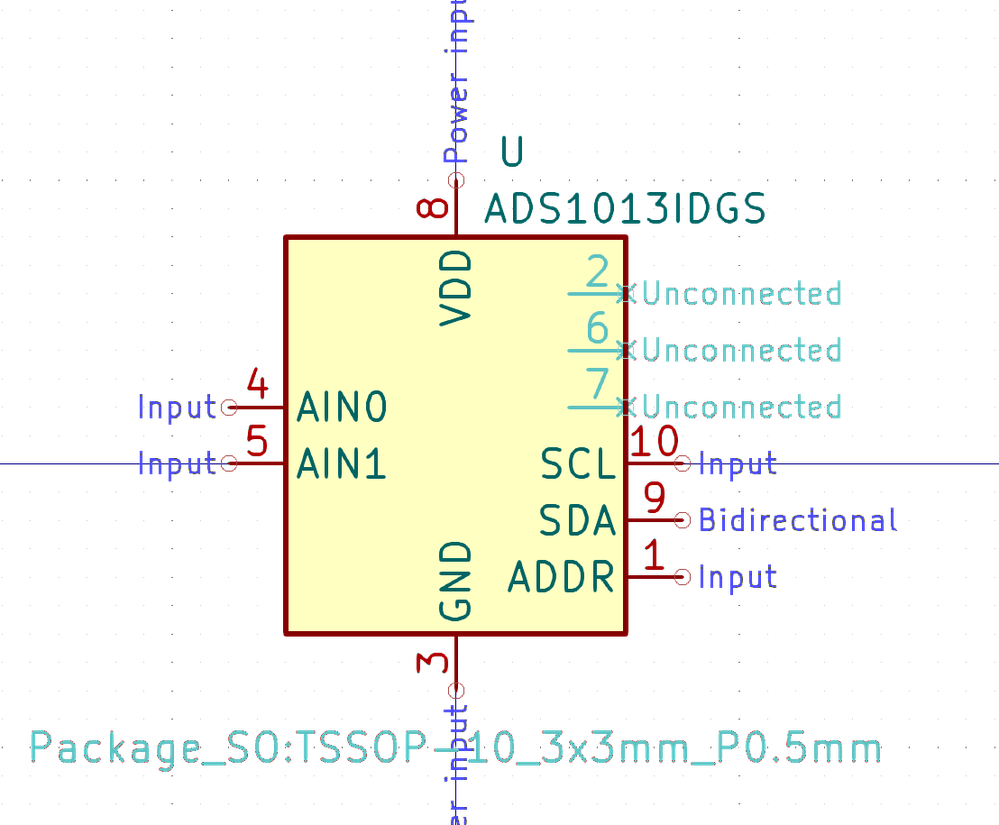 Power inpu
U
8
ADS1013IDGS
VDD
2
Unconnected
6
Unconnected
7
Unconnected
Input
4
AIN0
Input
5
AIN1
SCL
10
Input
SDA
9
Bidirectional
ADDR
1
Input
GND
3
Package_SO:TSSOP-10_3x3mm_P0.5mm
er input